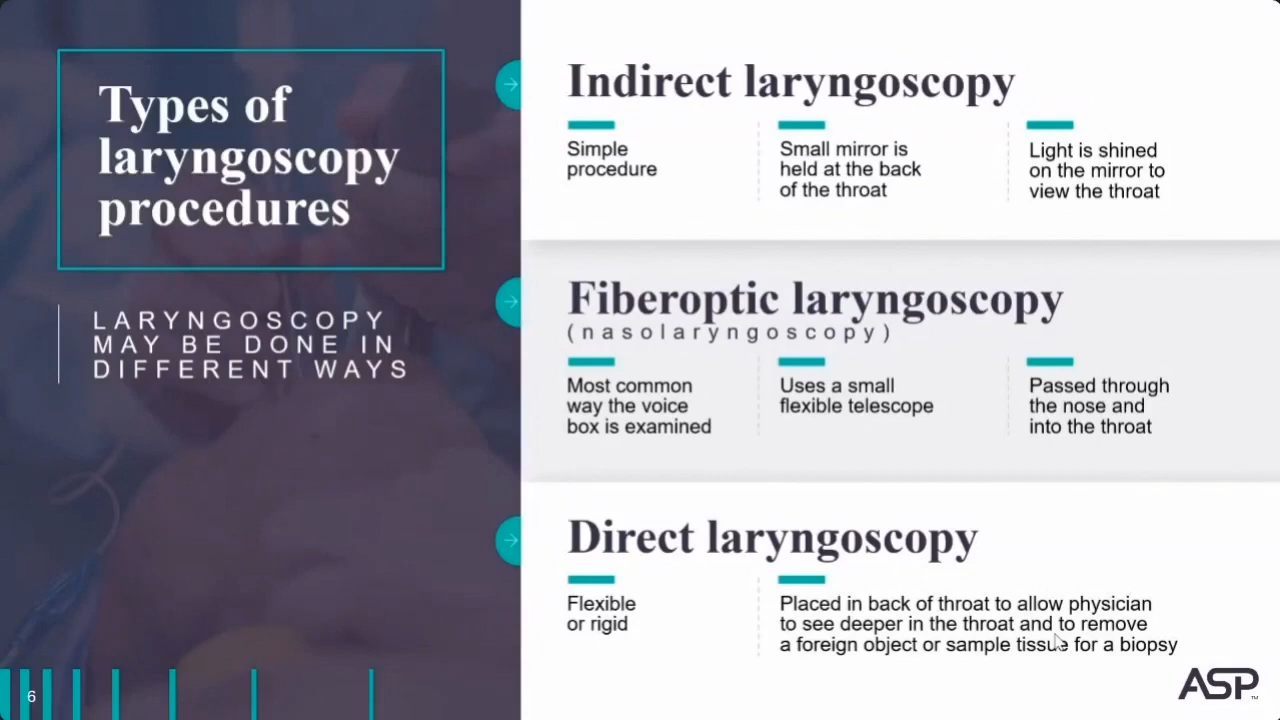 Types of
laryngoscopy
procedures
LARYNGOSCOPY
MAY BE DONE IN
DIFFERENT WAYS
Indirect laryngoscopy
Simple
procedure
Small mirror is
held at the back
of the throat
Light is shined
on the mirror to
view the throat
Fiberoptic laryngoscopy
(nasolaryngoscopy)
Most common
way the voice
box is examined
Uses a small
flexible telescope
Passed through
the nose and
into the throat
Direct laryngoscopy
Flexible
or rigid
Placed in back of throat to allow physician
to see deeper in the throat and to remove
a foreign object or sample tissue for a biopsy
6
ASP™